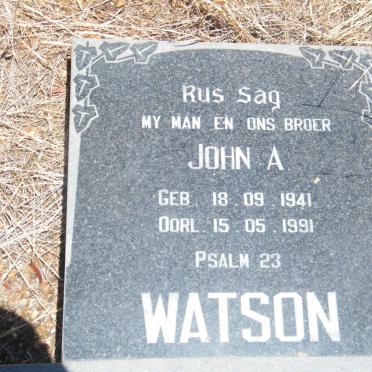 Rus sag
MY MAN EN ONS BROER
JOHN A
GEB. 18 09 1941
OORL. 15 05 1991
PSALM 23
WATSON